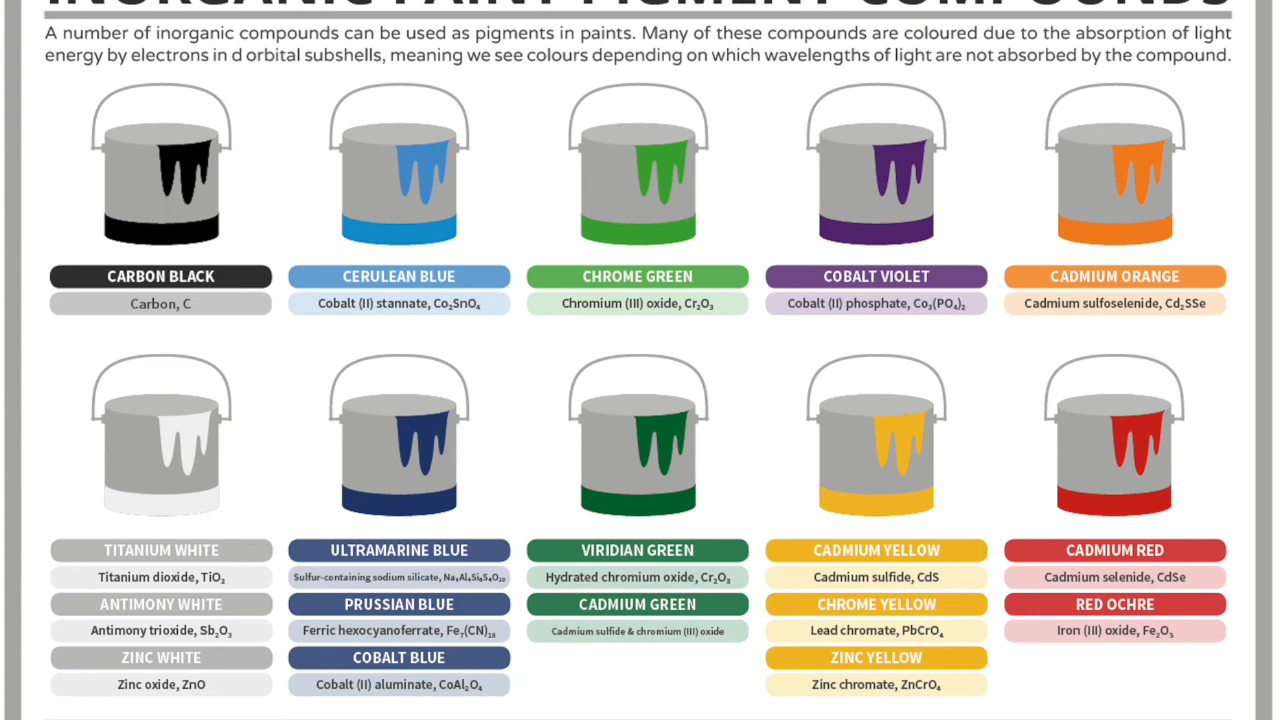 INORGANIC PAINT PIGMENT COMPOUNDS
A number of inorganic compounds can be used as pigments in paints. Many of these compounds are coloured due to the absorption of light
energy by electrons in d orbital subshells, meaning we see colours depending on which wavelengths of light are not absorbed by the compound.
CARBON BLACK
Carbon, C
CERULEAN BLUE
Cobalt (II) stannate, Co₂SnO₄
CHROME GREEN
Chromium (III) oxide, Cr₂O₃
COBALT VIOLET
Cobalt (II) phosphate, Co₃(PO₄)₂
CADMIUM ORANGE
Cadmium sulfoselenide, Cd₂SSe
TITANIUM WHITE
Titanium dioxide, TiO₂
ANTIMONY WHITE
Antimony trioxide, Sb₂O₃
ZINC WHITE
Zinc oxide, ZnO
ULTRAMARINE BLUE
Sulfur-containing sodium silicate,
PRUSSIAN BLUE
Ferric hexocyanoferrate, Fe₇(CN)₁₈
COBALT BLUE
Cobalt (II) aluminate, CoAl₂O₄
VIRIDIAN GREEN
Hydrated chromium oxide, Cr₂O₃
CADMIUM GREEN
Cadmium sulfide & chromium (III) oxide
CADMIUM YELLOW
Cadmium sulfide, CdS
CHROME YELLOW
Lead chromate, PbCrO₄
ZINC YELLOW
Zinc chromate, ZnCrO₄
CADMIUM RED
Cadmium selenide, CdSe
RED OCHRE
Iron (III) oxide, Fe₂O₃